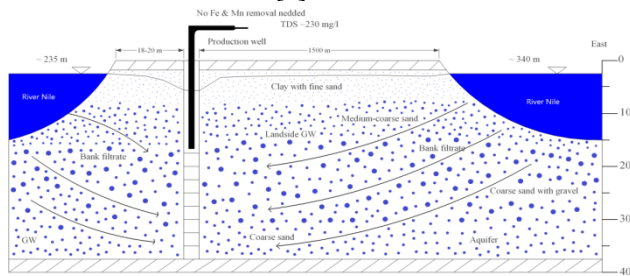 No Fe & Mn removal nedded
TDS ~230 mg/l
18-20 m
Production well
1500 m
~ 235 m
~ 340 m
East
0
River Nile
Clay with fine sand
River Nile
10
Medium-coarse sand
Landside GW
Bank filtrate
Bank filtrate
20
Coarse sand with gravel
30
GW
Coarse sand
Aquifer
40